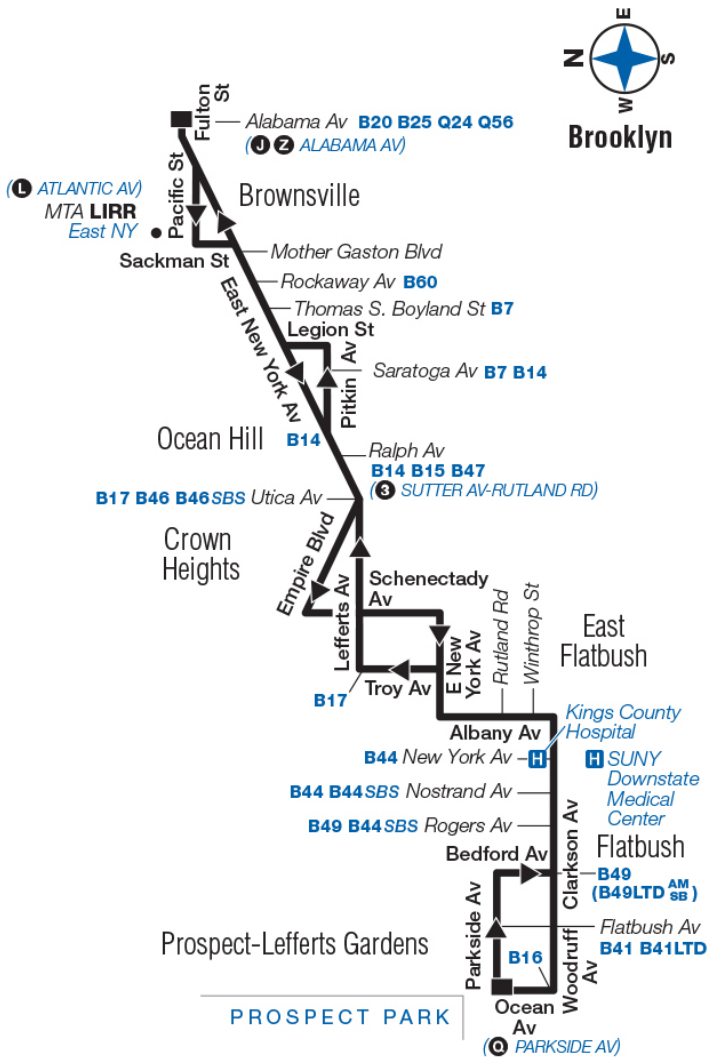 E
N
S
W
Brooklyn
Fulton
St
Alabama Av B20 B25 Q24 Q56
(J Z ALABAMA AV)
Pacific St
(L ATLANTIC AV)
MTA LIRR
East NY
Brownsville
Sackman St
Mother Gaston Blvd
Rockaway Av B60
Thomas S. Boyland St B7
East New York Av
Legion St
Pitkin Av
Saratoga Av B7 B14
Ocean Hill
B14
Ralph Av
B14 B15 B47
(3 SUTTER AV-RUTLAND RD)
B17 B46 B46SBS Utica Av
Crown
Heights
Empire Blvd
Lefferts Av
Schenectady
Av
E New
York Av
Rutland Rd
Winthrop St
East
Flatbush
B17
Troy Av
Albany Av
Kings County
Hospital
B44 New York Av
H
H SUNY
Downstate
Medical
Center
B44 B44SBS Nostrand Av
B49 B44SBS Rogers Av
Clarkson Av
Flatbush
Bedford Av
B49
(B49LTD AM
SB)
Parkside Av
Flatbush Av
B41 B41LTD
Prospect-Lefferts Gardens
B16
Woodruff
Av
PROSPECT PARK
Ocean
Av
(Q PARKSIDE AV)